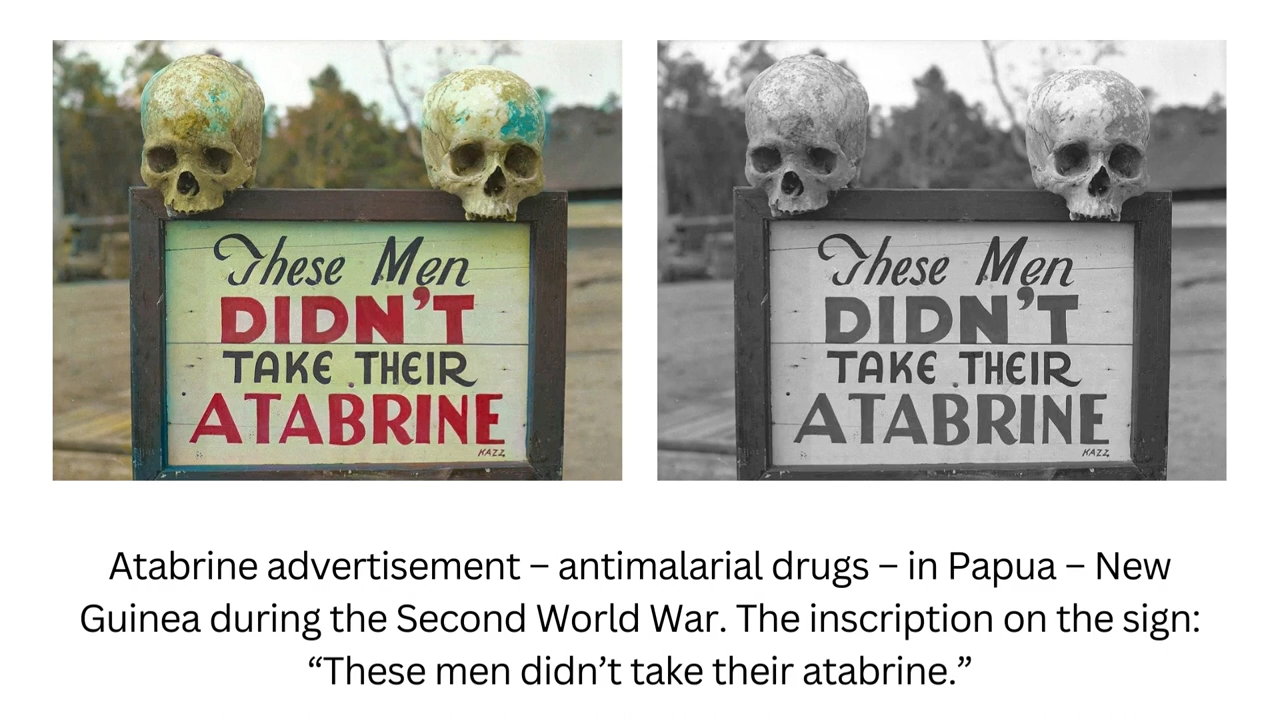 These Men
DIDN'T
TAKE THEIR
ATABRINE
KAZZ
These Men
DIDN'T
TAKE THEIR
ATABRINE
KAZZ
Atabrine advertisement – antimalarial drugs – in Papua – New
Guinea during the Second World War. The inscription on the sign:
“These men didn’t take their atabrine.”